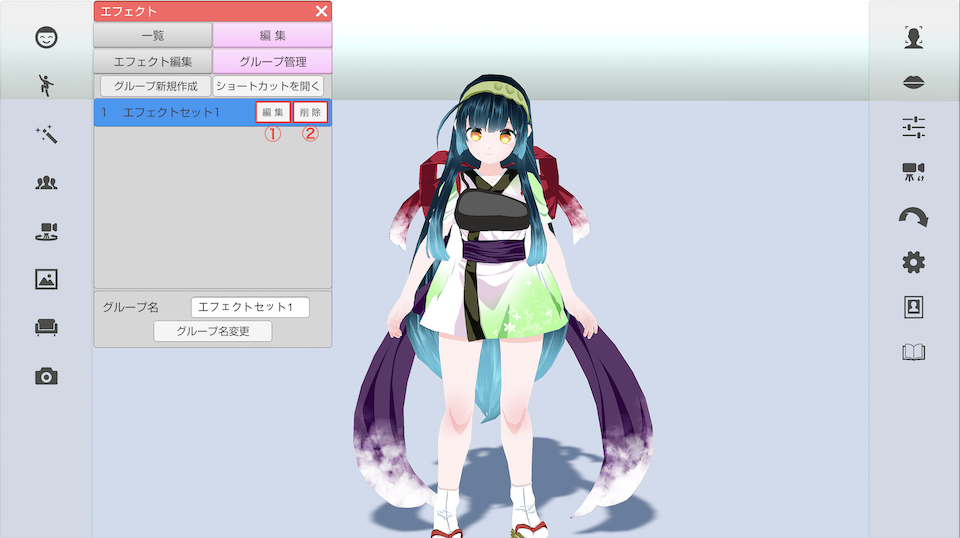 エフェクト
一覧
編 集
エフェクト編集
グループ管理
グループ新規作成
ショートカットを開く
1 エフェクトセット1
編 集
削 除
① ②
グループ名
エフェクトセット1
グループ名変更